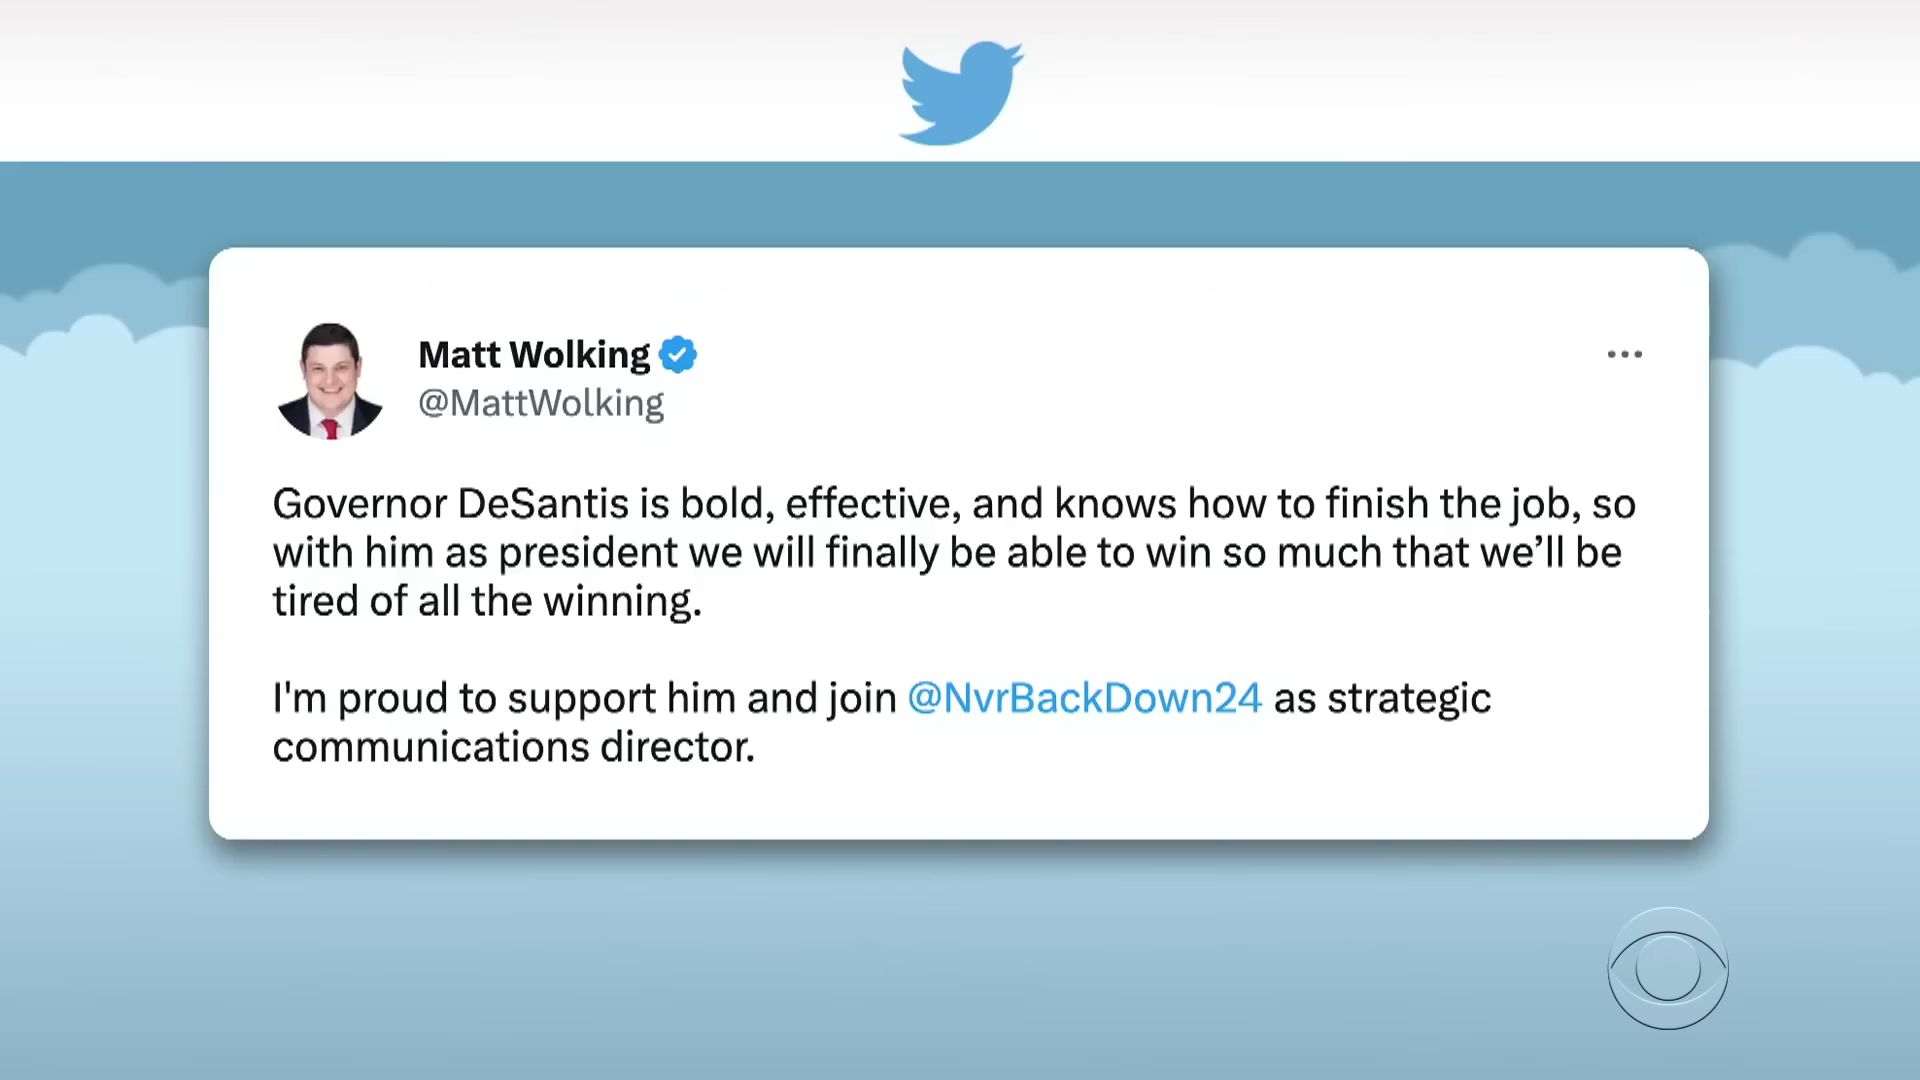 Matt Wolking
@MattWolking
Governor DeSantis is bold, effective, and knows how to finish the job, so
with him as president we will finally be able to win so much that we’ll be
tired of all the winning.
I'm proud to support him and join @NvrBackDown24 as strategic
communications director.